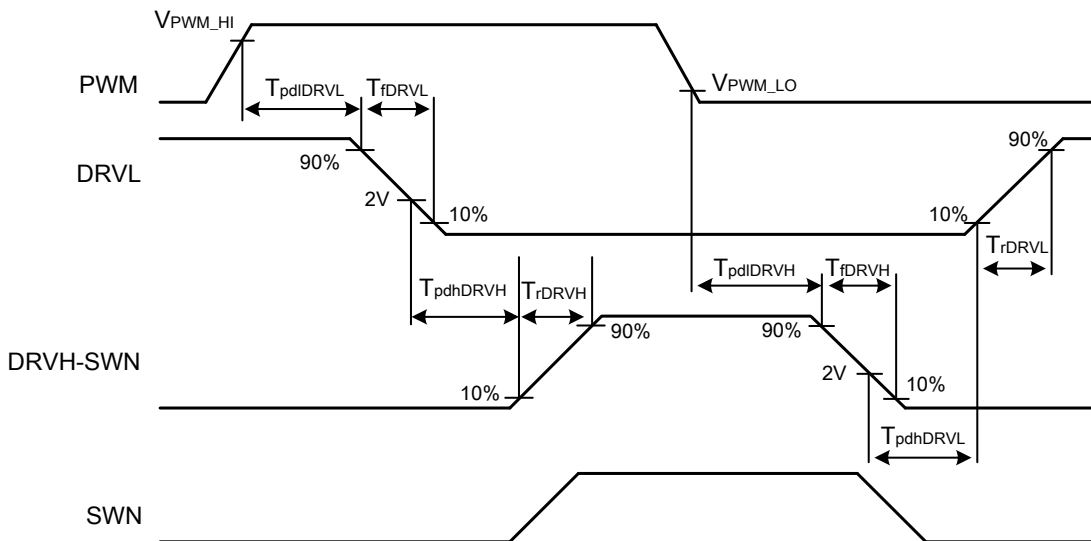 VPWM_HI
PWM
TpdlDRVL
TfDRVL
VPWM_LO
DRVL
90%
2V
10%
90%
10%
TrDRVL
TpdhDRVH
TrDRVH
TpdlDRVH
TfDRVH
DRVH-SWN
10%
90%
90%
2V
10%
TpdhDRVL
SWN